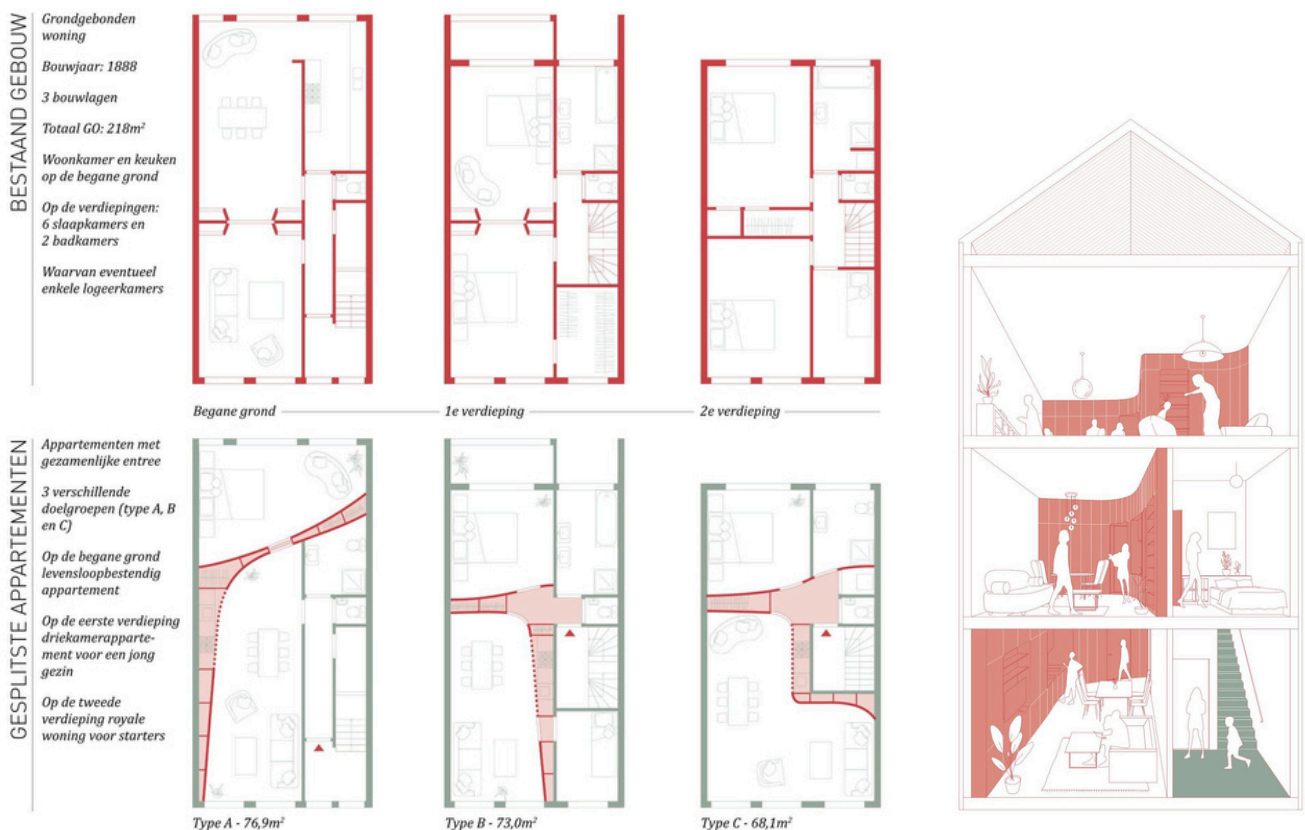 BESTAAND GEBOUW
Grondgebonden
woning
Bouwjaar: 1888
3 bouwlagen
Totaal GO: 218m²
Woonkamer en keuken
op de begane grond
Op de verdiepingen:
6 slaapkamers en
2 badkamers
Waarvan eventueel
enkele logeerkamers
Begane grond
1e verdieping
2e verdieping
GESPLITSTE APPARTEMENTEN
Appartementen met
gezamenlijke entree
3 verschillende
doelgroepen (type A, B
en C)
Op de begane grond
levensloopbestendig
appartement
Op de eerste verdieping
driekamerapparte-
ment voor een jong
gezin
Op de tweede
verdieping royale
woning voor starters
Type A - 76,9m²
Type B - 73,0m²
Type C - 68,1m²